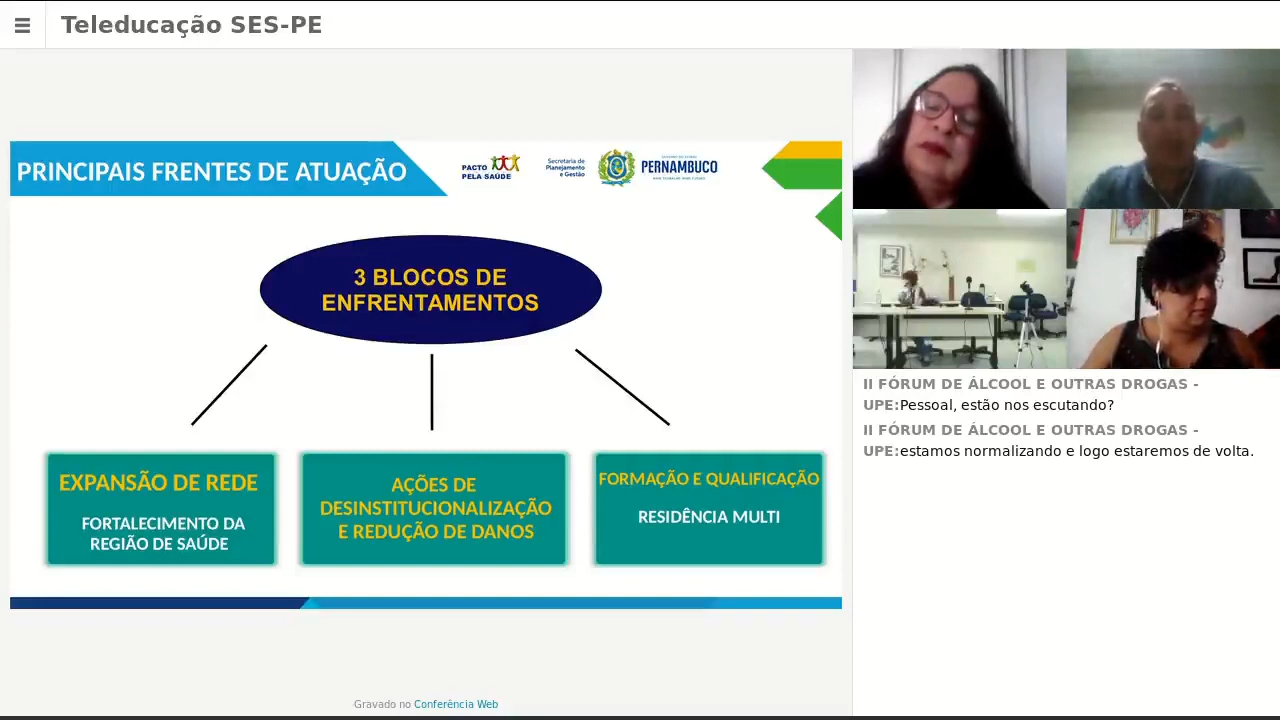 Teleducação SES-PE
PRINCIPAIS FRENTES DE ATUAÇÃO
PACTO
PELA SAÚDE
Secretaria de
Planejamento
e Gestão
PERNAMBUCO
3 BLOCOS DE
ENFRENTAMENTOS
EXPANSÃO DE REDE
FORTALECIMENTO DA
REGIÃO DE SAÚDE
AÇÕES DE
DESINSTITUCIONALIZAÇÃO
E REDUÇÃO DE DANOS
FORMAÇÃO E QUALIFICAÇÃO
RESIDÊNCIA MULTI
II FÓRUM DE ÁLCOOL E OUTRAS DROGAS -
UPE:Pessoal, estão nos escutando?
II FÓRUM DE ÁLCOOL E OUTRAS DROGAS -
UPE:estamos normalizando e logo estaremos de volta.
Gravado no Conferência Web